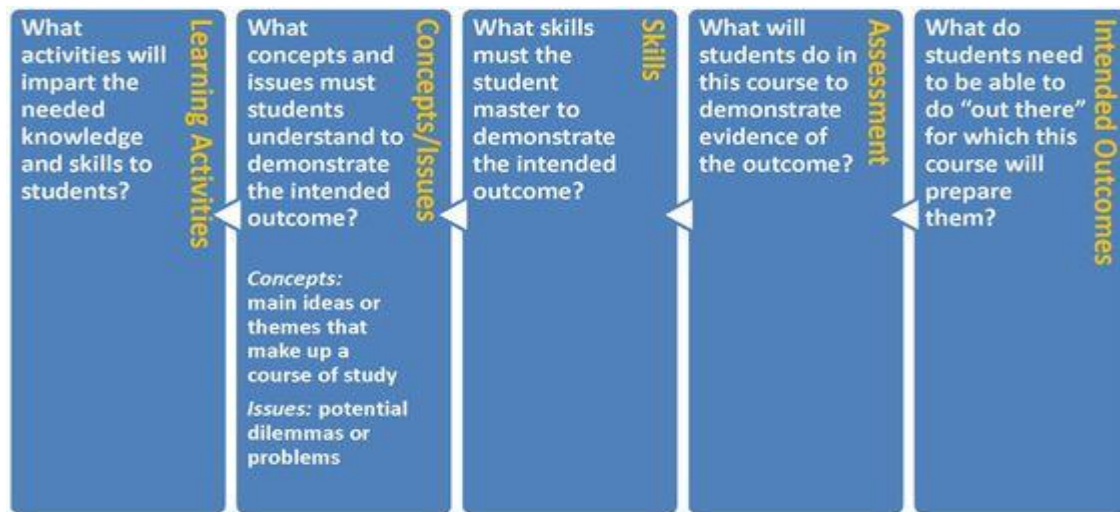 What
activities will
impart the
needed
knowledge
and skills to
students?
Learning Activities
What
concepts and
issues must
students
understand to
demonstrate
the intended
outcome?
Concepts:
main ideas or
themes that
make up a
course of study
Issues: potential
dilemmas or
problems
Concepts/Issues
What skills
must the
student
master to
demonstrate
the intended
outcome?
Skills
What will
students do in
this course to
demonstrate
evidence of
the outcome?
Assessment
What do
students need
to be able to
do “out there”
for which this
course will
prepare
them?
Intended Outcomes